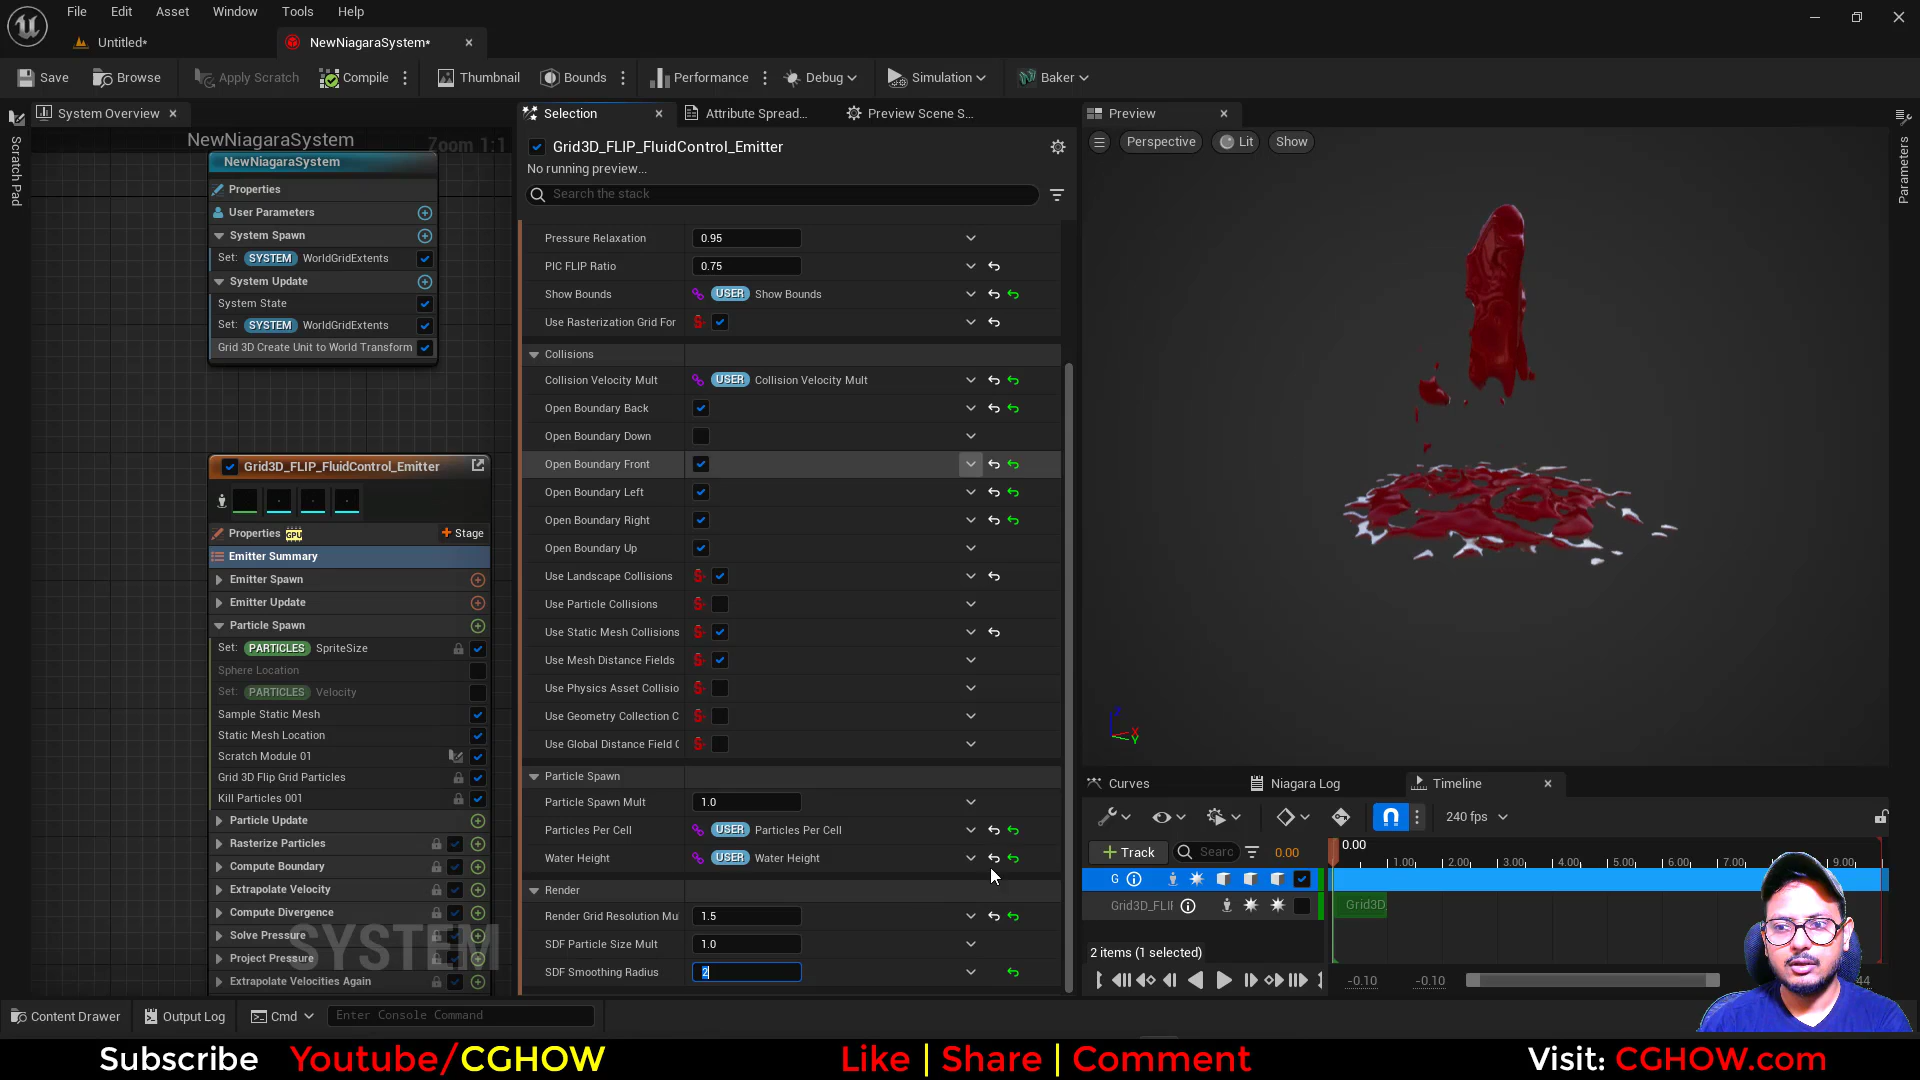 File Edit Asset Window Tools Help
Untitled* NewNiagaraSystem*
Save Browse Apply Scratch Compile Thumbnail Bounds Performance Debug Simulation Baker
Scratch Pad
System Overview
NewNiagaraSystem Zoom 1:1
NewNiagaraSystem
Properties
User Parameters
System Spawn
Set: SYSTEM WorldGridExtents
System Update
System State
Set: SYSTEM WorldGridExtents
Grid 3D Create Unit to World Transform
Grid3D_FLIP_FluidControl_Emitter
Properties GPU Stage
Emitter Summary
Emitter Spawn
Emitter Update
Particle Spawn
Set: PARTICLES SpriteSize
Sphere Location
Set: PARTICLES Velocity
Sample Static Mesh
Static Mesh Location
Scratch Module 01
Grid 3D Flip Grid Particles
Kill Particles 001
Particle Update
Rasterize Particles
Compute Boundary
Extrapolate Velocity
Compute Divergence
Solve Pressure
Project Pressure
Extrapolate Velocities Again
SYSTEM
Selection Attribute Spread... Preview Scene S...
Grid3D_FLIP_FluidControl_Emitter
No running preview...
Search the stack
Pressure Relaxation 0.95
PIC FLIP Ratio 0.75
Show Bounds USER Show Bounds
Use Rasterization Grid For
Collisions
Collision Velocity Mult USER Collision Velocity Mult
Open Boundary Back
Open Boundary Down
Open Boundary Front
Open Boundary Left
Open Boundary Right
Open Boundary Up
Use Landscape Collisions
Use Particle Collisions
Use Static Mesh Collisions
Use Mesh Distance Fields
Use Physics Asset Collisio
Use Geometry Collection C
Use Global Distance Field C
Particle Spawn
Particle Spawn Mult 1.0
Particles Per Cell USER Particles Per Cell
Water Height USER Water Height
Render
Render Grid Resolution Mu 1.5
SDF Particle Size Mult 1.0
SDF Smoothing Radius 2
Preview
Perspective Lit Show
Z X Y
Parameters
Curves Niagara Log Timeline
240 fps
Track Searc 0.00 0.00
1.00 2.00 3.00 4.00 5.00 6.00 7.00 9.00
G
Grid3D_FLI Grid3D
2 items (1 selected)
-0.10 -0.10 44
Content Drawer Output Log Cmd Enter Console Command
Subscribe Youtube/CGHOW Like | Share | Comment Visit: CGHOW.com